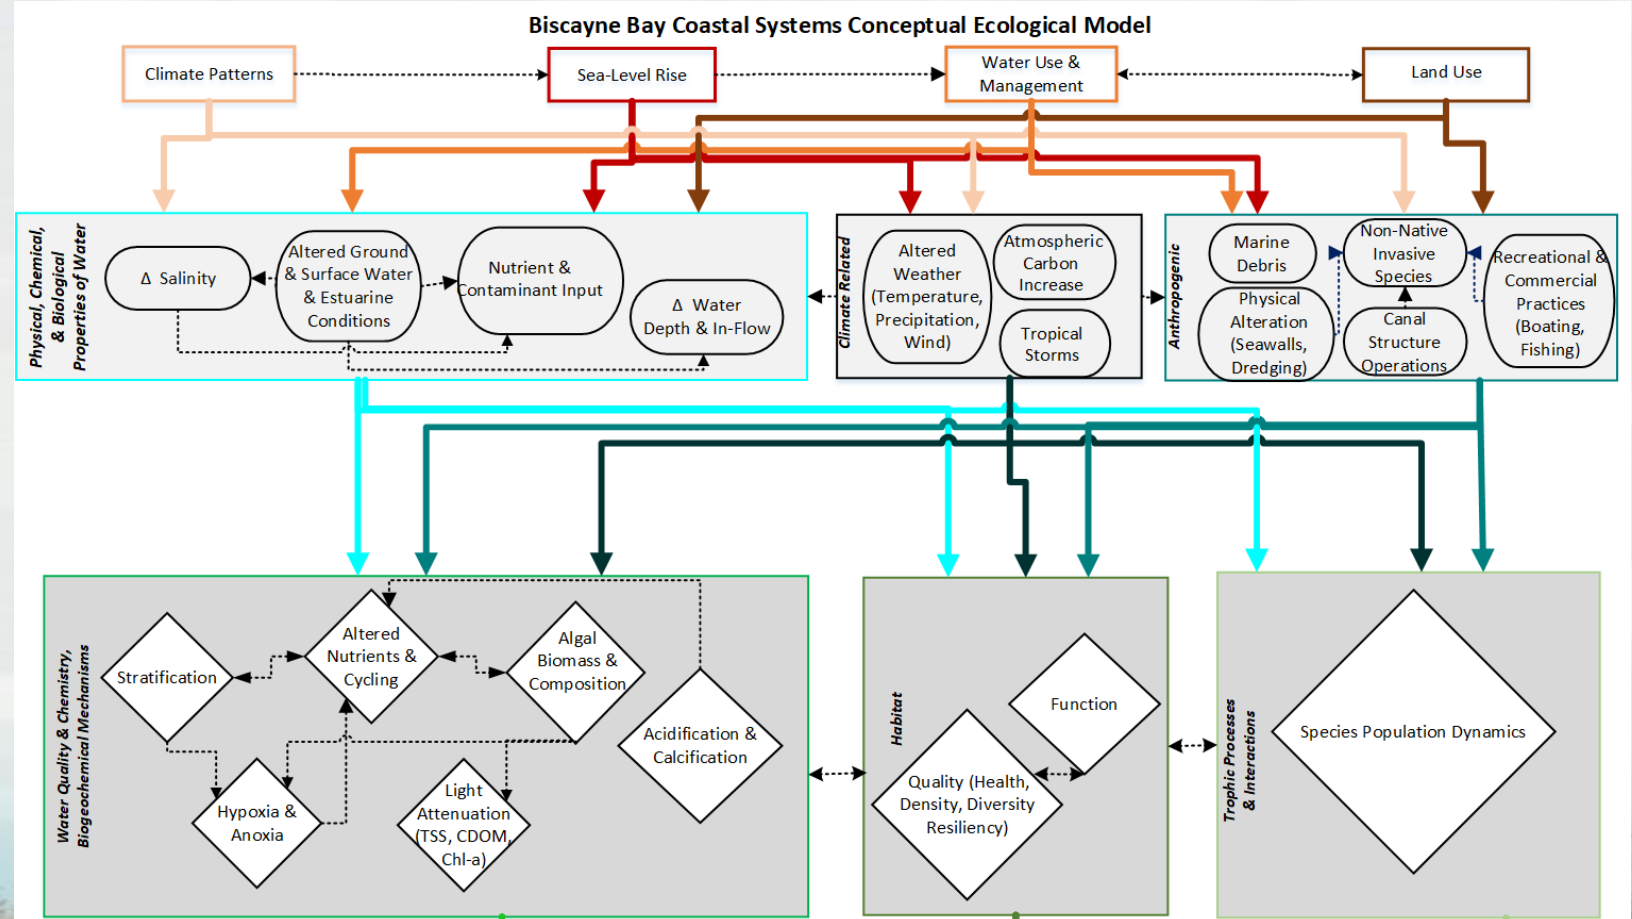 Biscayne Bay Coastal Systems Conceptual Ecological Model
Climate Patterns
Sea-Level Rise
Water Use &
Management
Land Use
Physical, Chemical,
& Biological
Properties of Water
Δ Salinity
Altered Ground
& Surface Water
& Estuarine
Conditions
Nutrient &
Contaminant Input
Δ Water
Depth & In-Flow
Climate Related
Altered
Weather
(Temperature,
Precipitation,
Wind)
Atmospheric
Carbon
Increase
Tropical
Storms
Anthropogenic
Marine
Debris
Physical
Alteration
(Seawalls,
Dredging)
Non-Native
Invasive
Species
Canal
Structure
Operations
Recreational &
Commercial
Practices
(Boating,
Fishing)
Water Quality & Chemistry,
Biogeochemical Mechanisms
Stratification
Altered
Nutrients &
Cycling
Algal
Biomass &
Composition
Acidification &
Calcification
Hypoxia &
Anoxia
Light
Attenuation
(TSS, CDOM,
Chl-a)
Habitat
Function
Quality (Health,
Density, Diversity
Resiliency)
Trophic Processes
& Interactions
Species Population Dynamics